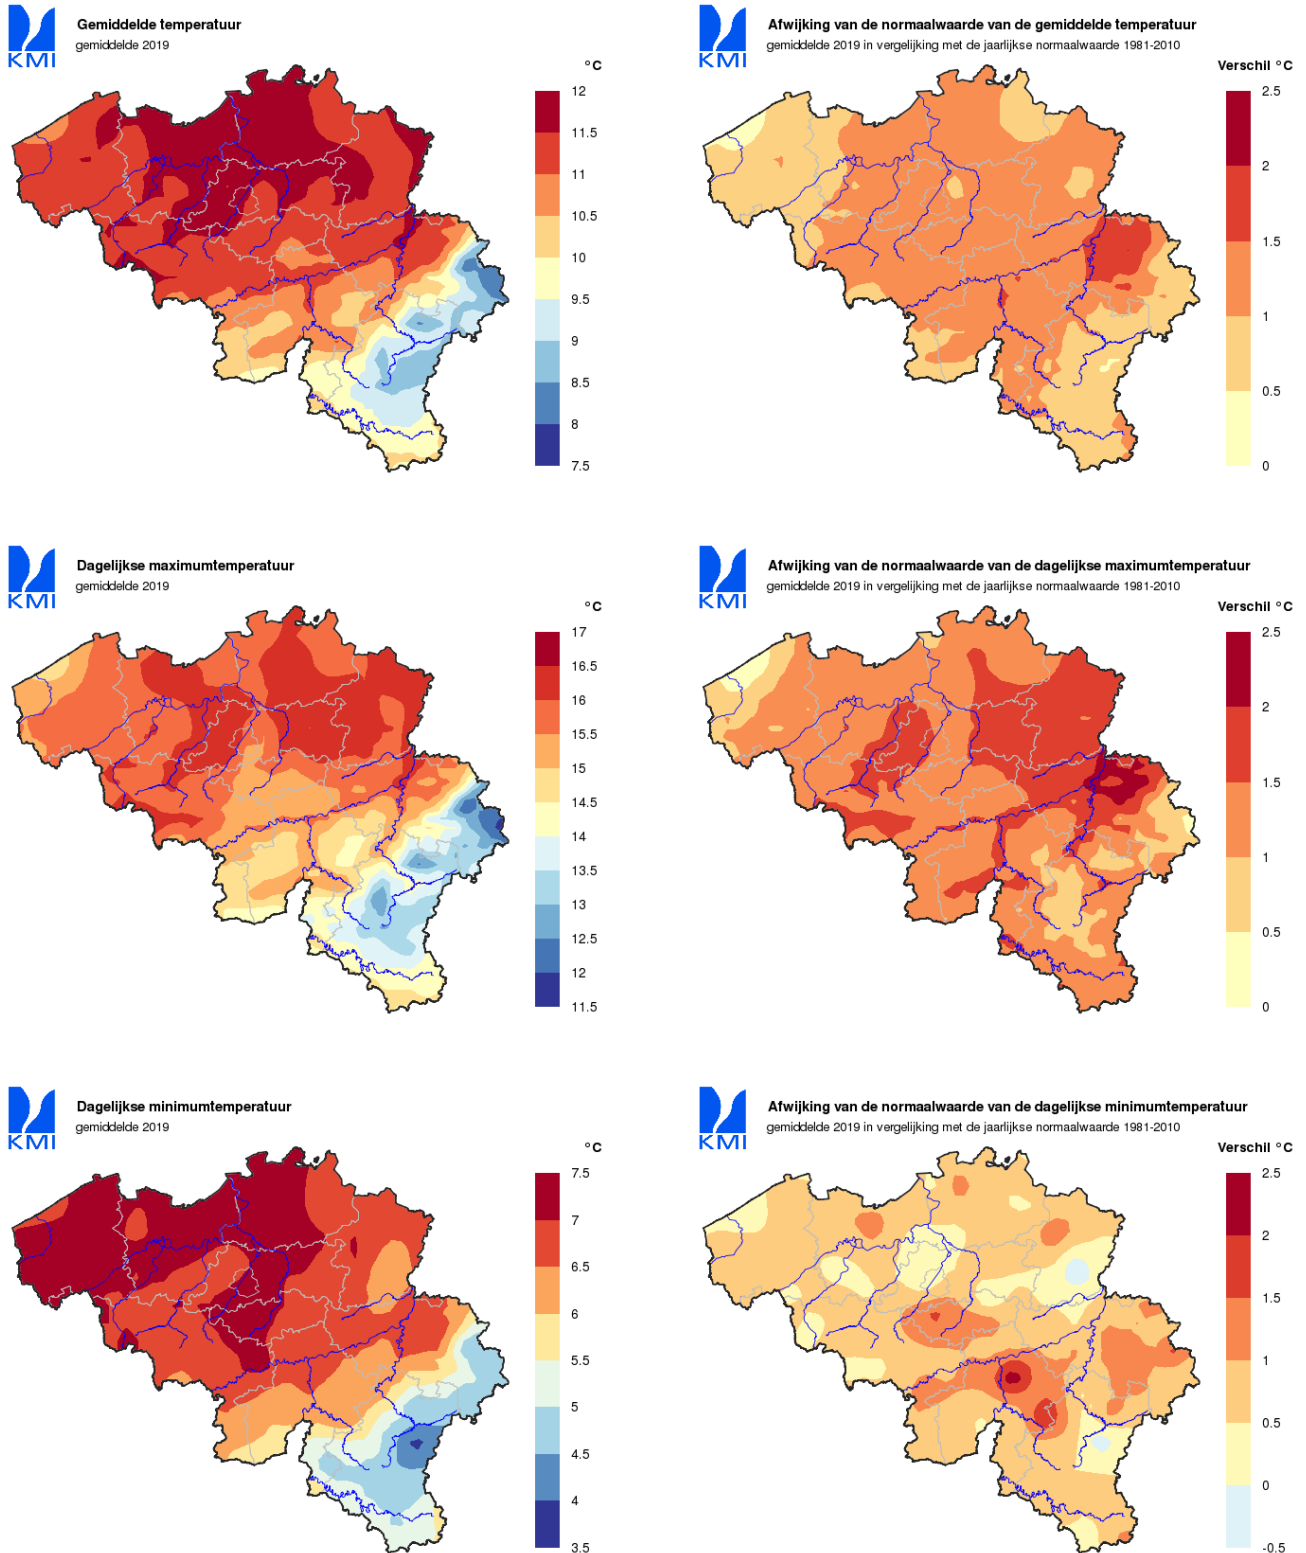 KMI
Gemiddelde temperatuur
gemiddelde 2019
°C
12
11.5
11
10.5
10
9.5
9
8.5
8
7.5
KMI
Afwijking van de normaalwaarde van de gemiddelde temperatuur
gemiddelde 2019 in vergelijking met de jaarlijkse normaalwaarde 1981-2010
Verschil °C
2.5
2
1.5
1
0.5
0
KMI
Dagelijkse maximumtemperatuur
gemiddelde 2019
°C
17
16.5
16
15.5
15
14.5
14
13.5
13
12.5
12
11.5
KMI
Afwijking van de normaalwaarde van de dagelijkse maximumtemperatuur
gemiddelde 2019 in vergelijking met de jaarlijkse normaalwaarde 1981-2010
Verschil °C
2.5
2
1.5
1
0.5
0
KMI
Dagelijkse minimumtemperatuur
gemiddelde 2019
°C
7.5
7
6.5
6
5.5
5
4.5
4
3.5
KMI
Afwijking van de normaalwaarde van de dagelijkse minimumtemperatuur
gemiddelde 2019 in vergelijking met de jaarlijkse normaalwaarde 1981-2010
Verschil °C
2.5
2
1.5
1
0.5
0
-0.5